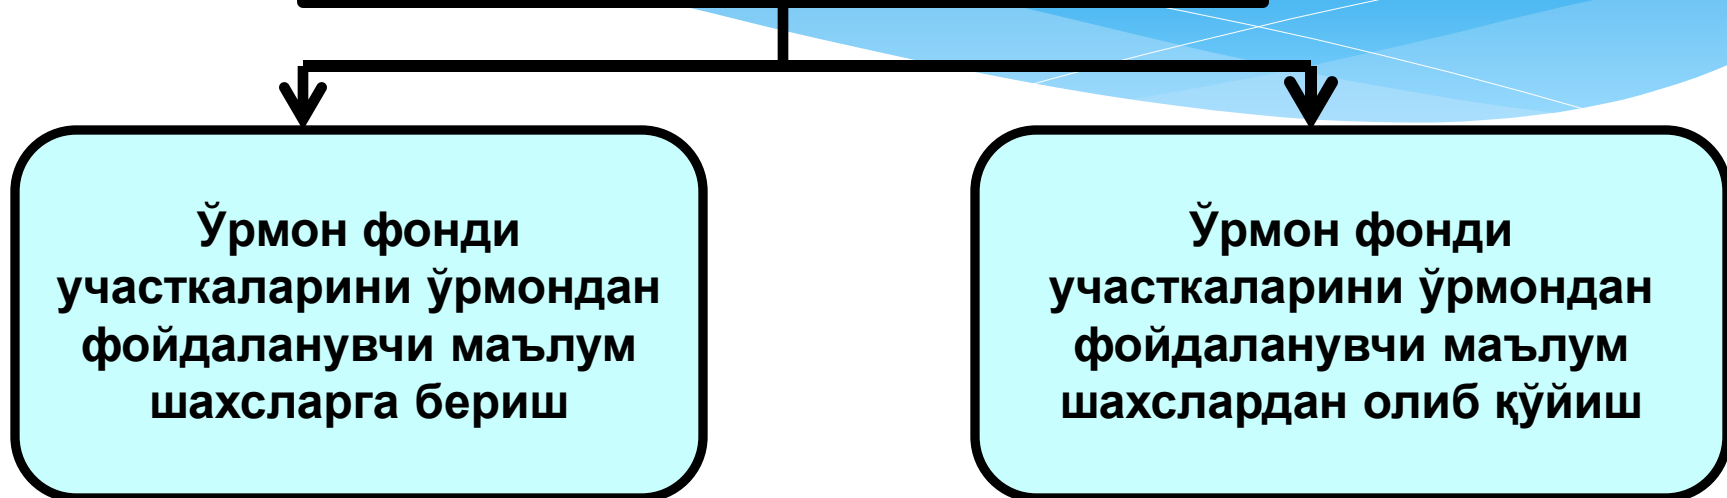 Ўрмон фонди
участкаларини ўрмондан
фойдаланувчи маълум
шахсларга бериш
Ўрмон фонди
участкаларини ўрмондан
фойдаланувчи маълум
шахслардан олиб қўйиш